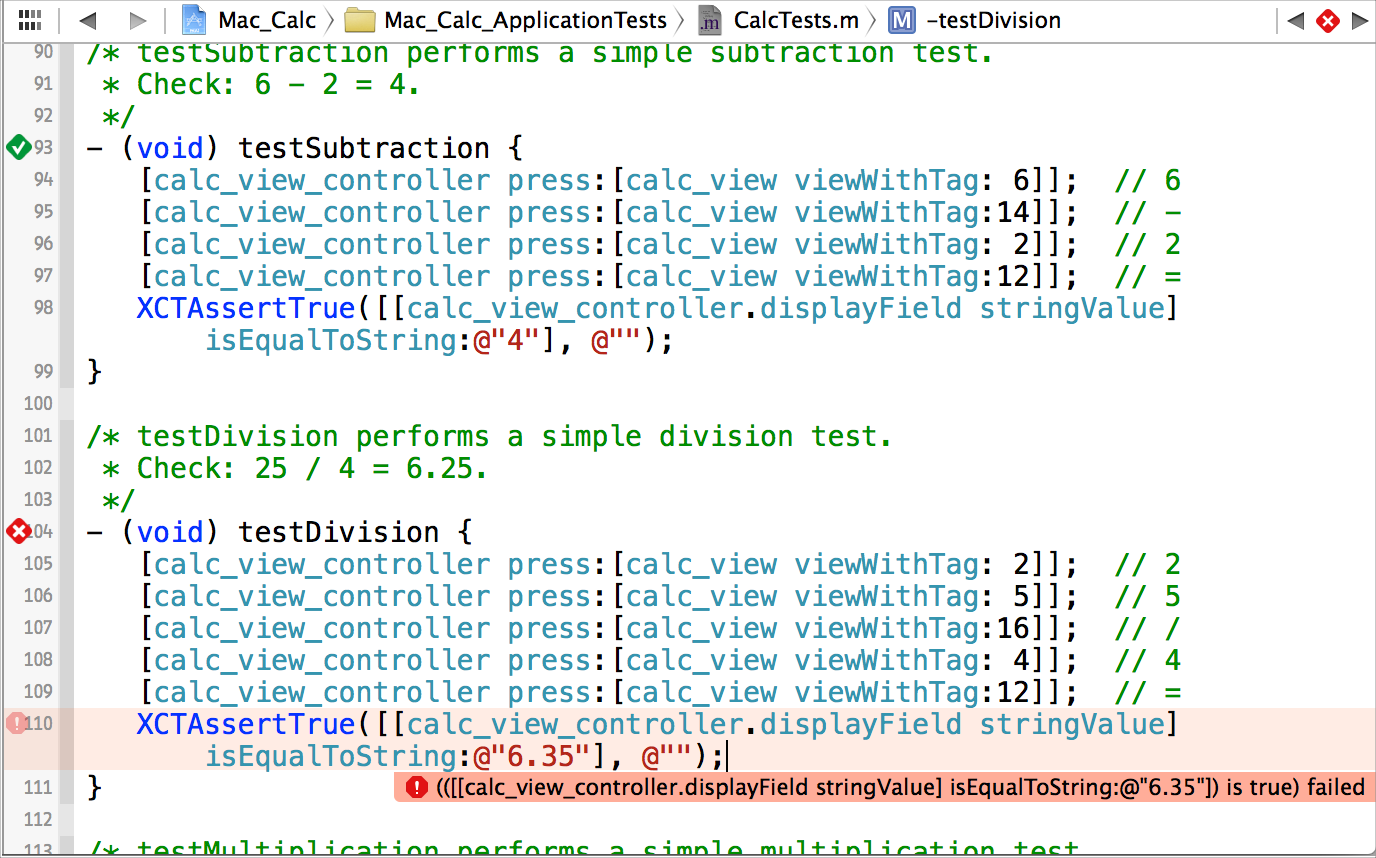 Mac_Calc Mac_Calc_ApplicationTests CalcTests.m M -testDivision
90 /* testSubtraction performs a simple subtraction test.
91 * Check: 6 - 2 = 4.
92 */
93 - (void) testSubtraction {
94 [calc_view_controller press:[calc_view viewWithTag: 6]]; // 6
95 [calc_view_controller press:[calc_view viewWithTag:14]]; // -
96 [calc_view_controller press:[calc_view viewWithTag: 2]]; // 2
97 [calc_view_controller press:[calc_view viewWithTag:12]]; // =
98 XCTAssertTrue([[calc_view_controller.displayField stringValue]
isEqualToString:@"4"], @"");
99 }
100
101 /* testDivision performs a simple division test.
102 * Check: 25 / 4 = 6.25.
103 */
104 - (void) testDivision {
105 [calc_view_controller press:[calc_view viewWithTag: 2]]; // 2
106 [calc_view_controller press:[calc_view viewWithTag: 5]]; // 5
107 [calc_view_controller press:[calc_view viewWithTag:16]]; // /
108 [calc_view_controller press:[calc_view viewWithTag: 4]]; // 4
109 [calc_view_controller press:[calc_view viewWithTag:12]]; // =
110 XCTAssertTrue([[calc_view_controller.displayField stringValue]
isEqualToString:@"6.35"], @"");
111 } (([[calc_view_controller.displayField stringValue] isEqualToString:@"6.35"]) is true) failed
112
113 /* testMultiplication performs a simple multiplication test